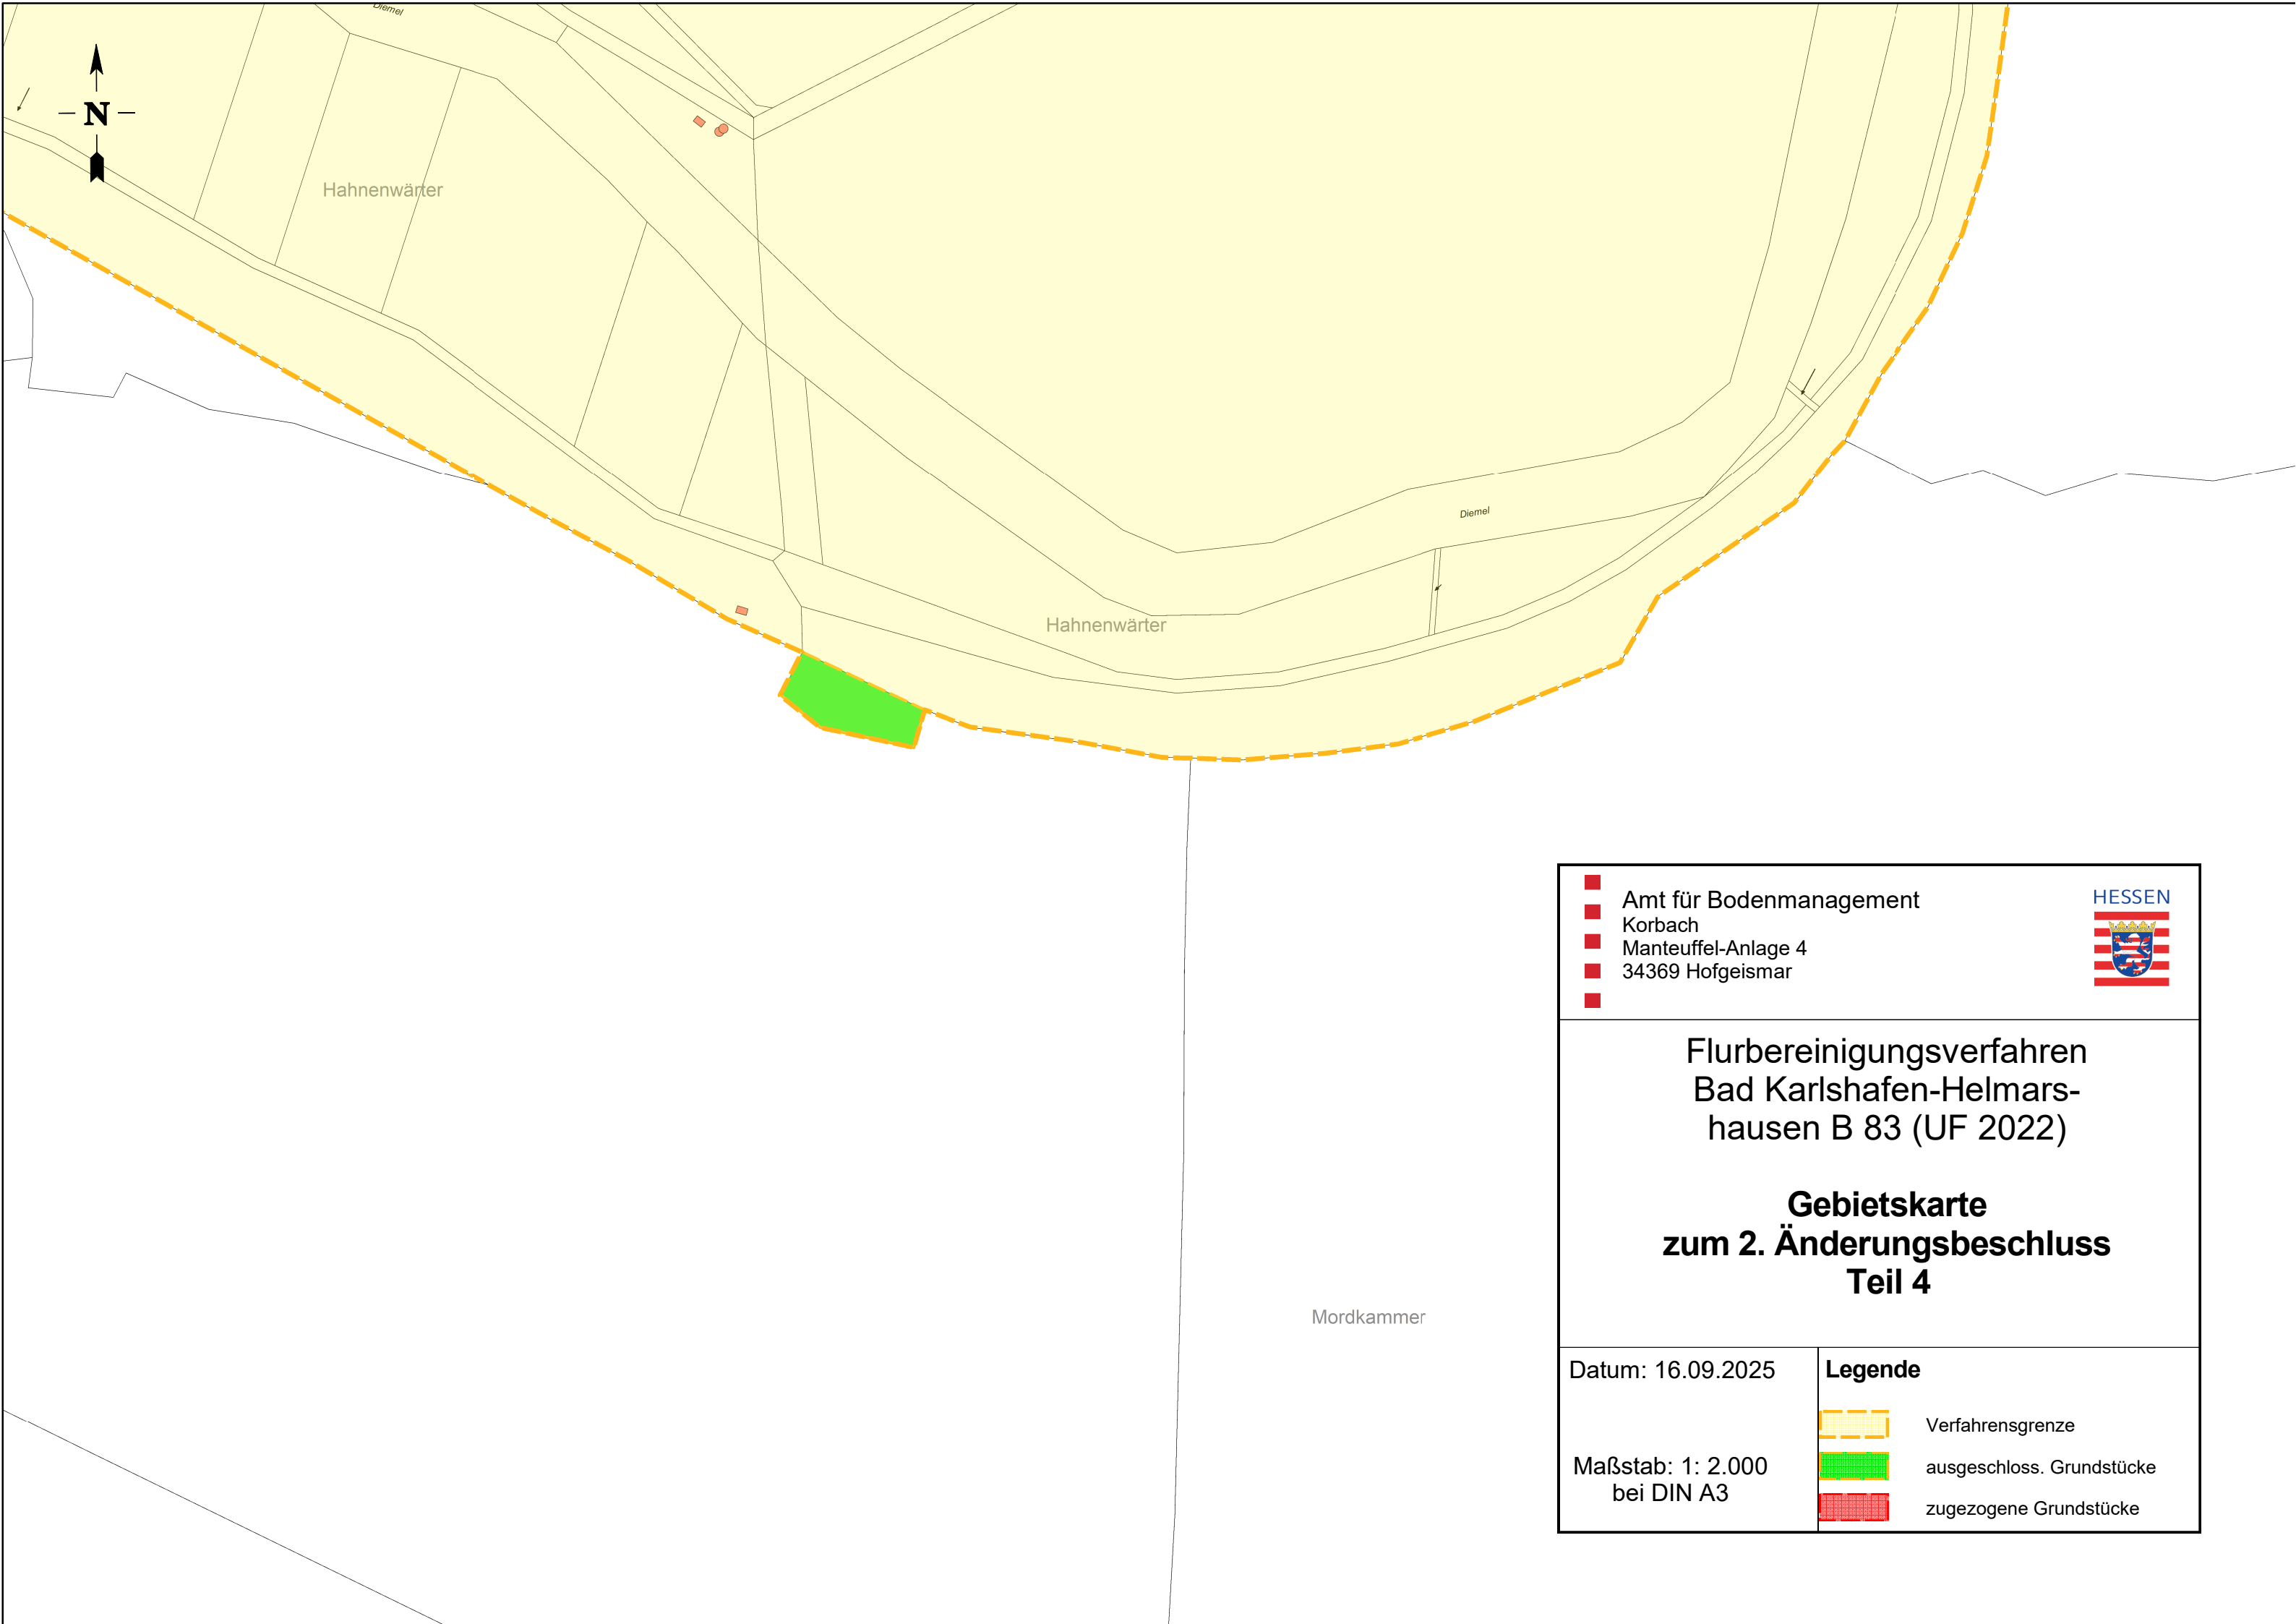 Diemel
N
Hahnenwärter
Diemel
Hahnenwärter
Mordkammer
Amt für Bodenmanagement
Korbach
Manteuffel-Anlage 4
34369 Hofgeismar
HESSEN
Flurbereinigungsverfahren
Bad Karlshafen-Helmars-
hausen B 83 (UF 2022)
Gebietskarte
zum 2. Änderungsbeschluss
Teil 4
Datum: 16.09.2025
Maßstab: 1: 2.000
bei DIN A3
Legende
Verfahrensgrenze
ausgeschloss. Grundstücke
zugezogene Grundstücke